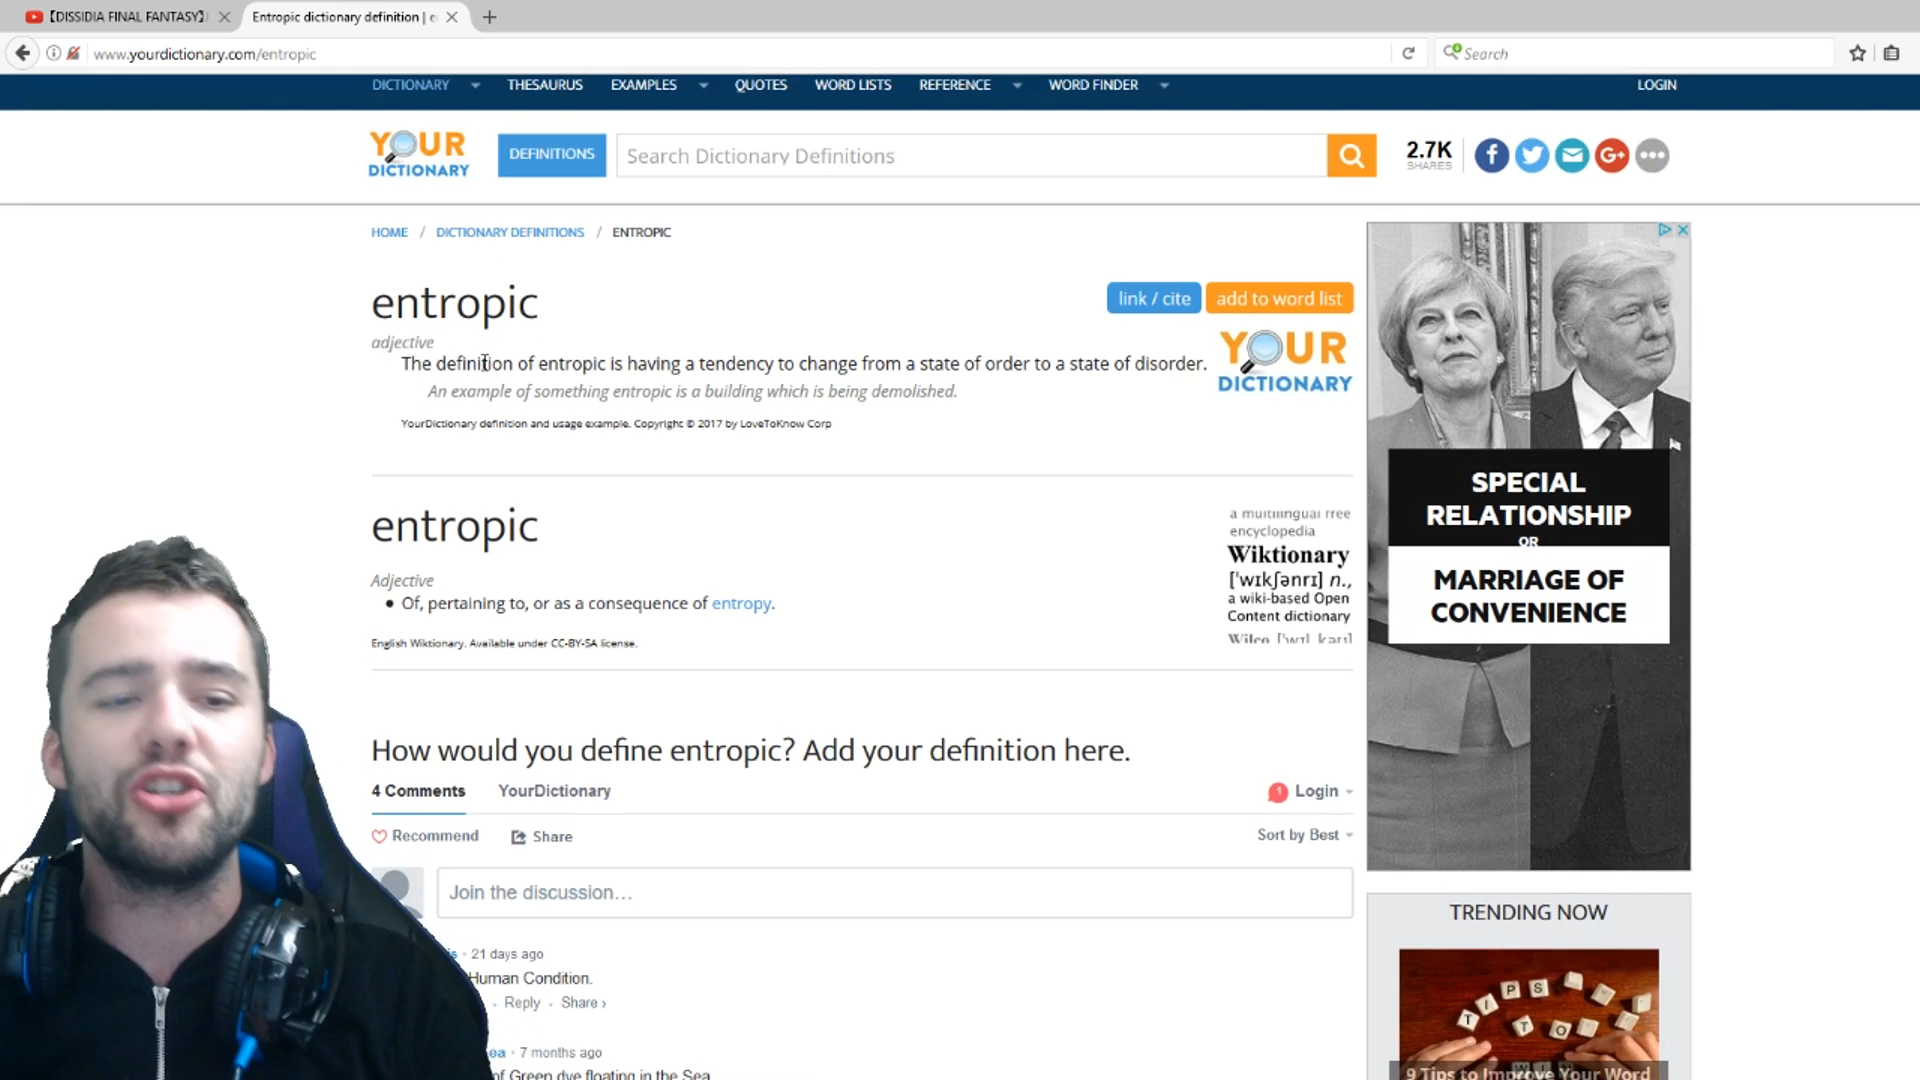 【DISSIDIA FINAL FANTASY】
Entropic dictionary definition | e
www.yourdictionary.com/entropic
Search
DICTIONARY THESAURUS EXAMPLES QUOTES WORD LISTS REFERENCE WORD FINDER LOGIN
YOUR DICTIONARY
DEFINITIONS
Search Dictionary Definitions
2.7K
SHARES
HOME / DICTIONARY DEFINITIONS / ENTROPIC
entropic
link / cite
add to word list
adjective
The definition of entropic is having a tendency to change from a state of order to a state of disorder.
An example of something entropic is a building which is being demolished.
YOUR DICTIONARY
YourDictionary definition and usage example. Copyright © 2017 by LoveToKnow Corp
entropic
a multilingual free
encyclopedia
Wiktionary
['wɪkʃənrɪ] n.,
a wiki-based Open
Content dictionary
Adjective
Of, pertaining to, or as a consequence of entropy.
English Wiktionary. Available under CC-BY-SA license.
SPECIAL
RELATIONSHIP
OR
MARRIAGE OF
CONVENIENCE
How would you define entropic? Add your definition here.
4 Comments YourDictionary
1 Login
Recommend Share
Sort by Best
Join the discussion...
21 days ago
Human Condition.
Reply Share ›
7 months ago
of Green dye floating in the Sea
TRENDING NOW
TIPS
TO
9 Tips to Improve Your Word